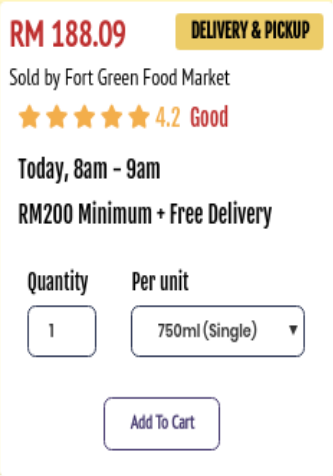 RM 188.09
DELIVERY & PICKUP
Sold by Fort Green Food Market
4.2 Good
Today, 8am - 9am
RM200 Minimum + Free Delivery
Quantity Per unit
1 750ml (Single)
Add To Cart